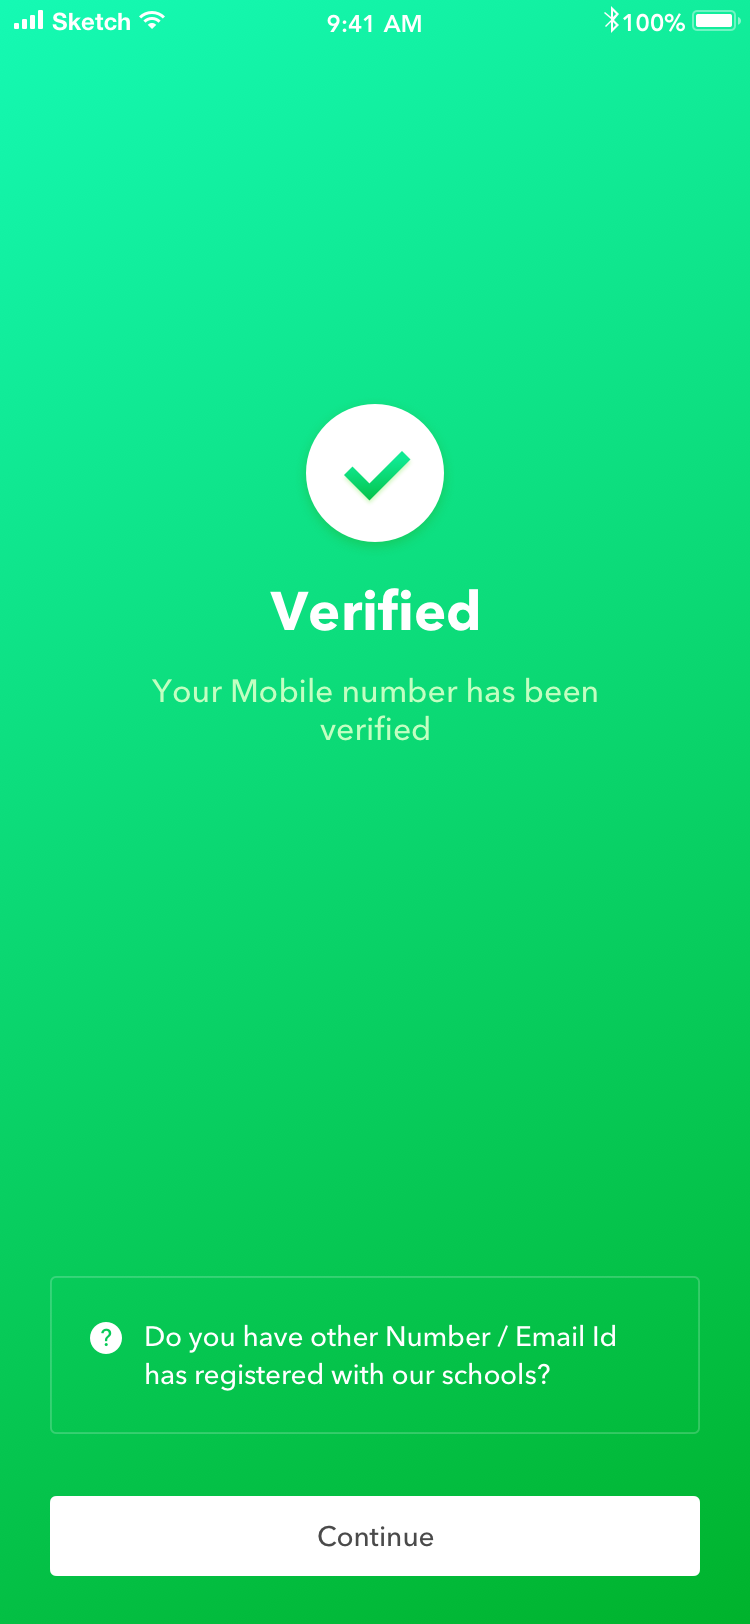 Sketch 9:41 AM 100%
Verified
Your Mobile number has been
verified
? Do you have other Number / Email Id
has registered with our schools?
Continue